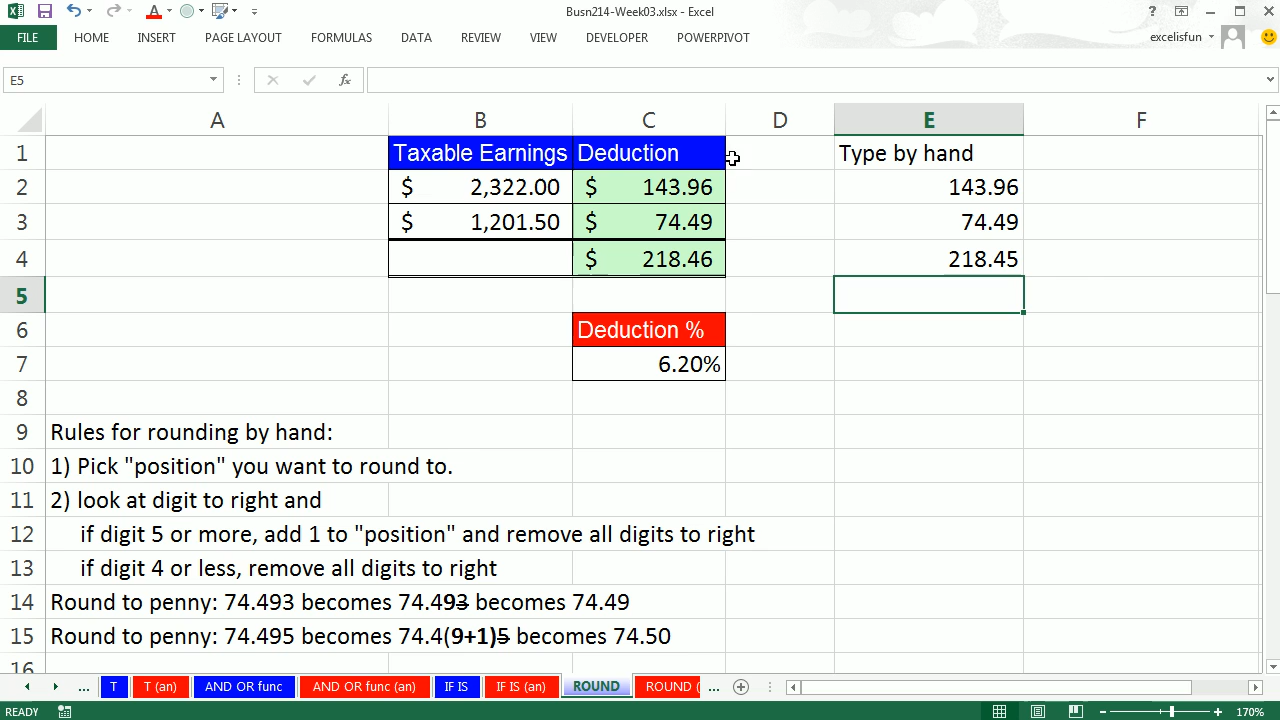 Busn214-Week03.xlsx - Excel
?
FILE HOME INSERT PAGE LAYOUT FORMULAS DATA REVIEW VIEW DEVELOPER POWERPIVOT excelisfun
E5 fx
A B C D E F
1 Taxable Earnings Deduction Type by hand
2 $ 2,322.00 $ 143.96 143.96
3 $ 1,201.50 $ 74.49 74.49
4 $ 218.46 218.45
5
6 Deduction %
7 6.20%
8
9 Rules for rounding by hand:
10 1) Pick "position" you want to round to.
11 2) look at digit to right and
12 if digit 5 or more, add 1 to "position" and remove all digits to right
13 if digit 4 or less, remove all digits to right
14 Round to penny: 74.493 becomes 74.493 becomes 74.49
15 Round to penny: 74.495 becomes 74.4(9+1)5 becomes 74.50
16
... T T (an) AND OR func AND OR func (an) IF IS IF IS (an) ROUND ROUND ( ...
READY 170%